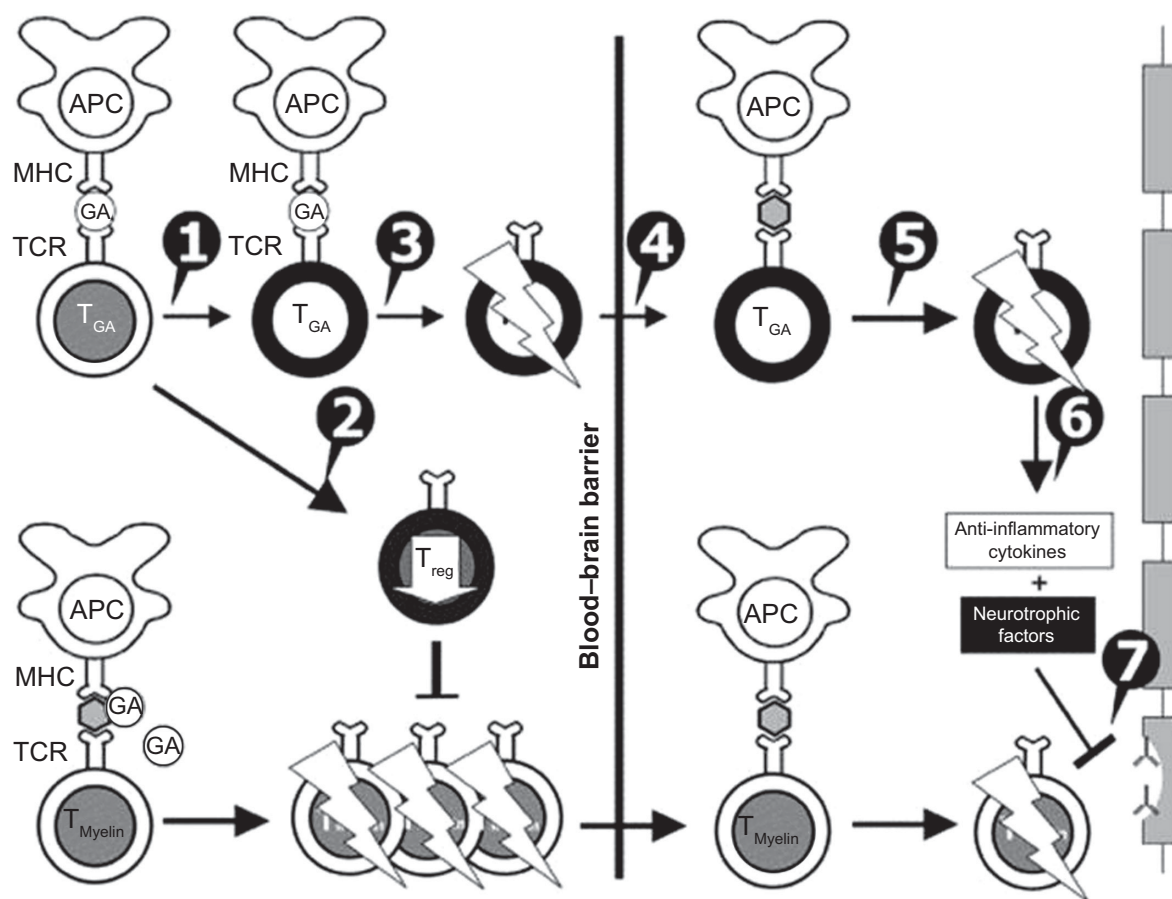 APC
APC
APC
MHC
MHC
GA
GA
TCR
TCR
1
3
4
5
T GA
T GA
T GA
2
6
Blood–brain barrier
T reg
Anti-inflammatory
cytokines
+
Neurotrophic
factors
7
APC
APC
MHC
GA
TCR
GA
T Myelin
T Myelin